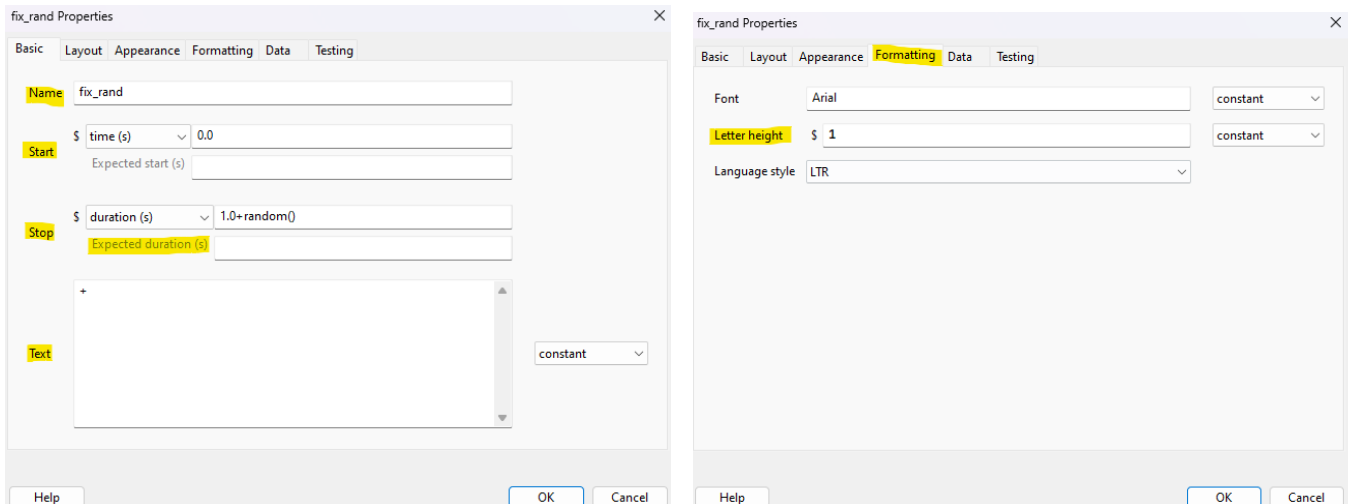 fix_rand Properties
Basic Layout Appearance Formatting Data Testing
Name fix_rand
Start $ time (s) 0.0
Expected start (s)
Stop $ duration (s) 1.0+random()
Expected duration (s)
Text + constant
Help OK Cancel
fix_rand Properties
Basic Layout Appearance Formatting Data Testing
Font Arial constant
Letter height $ 1 constant
Language style LTR
Help OK Cancel